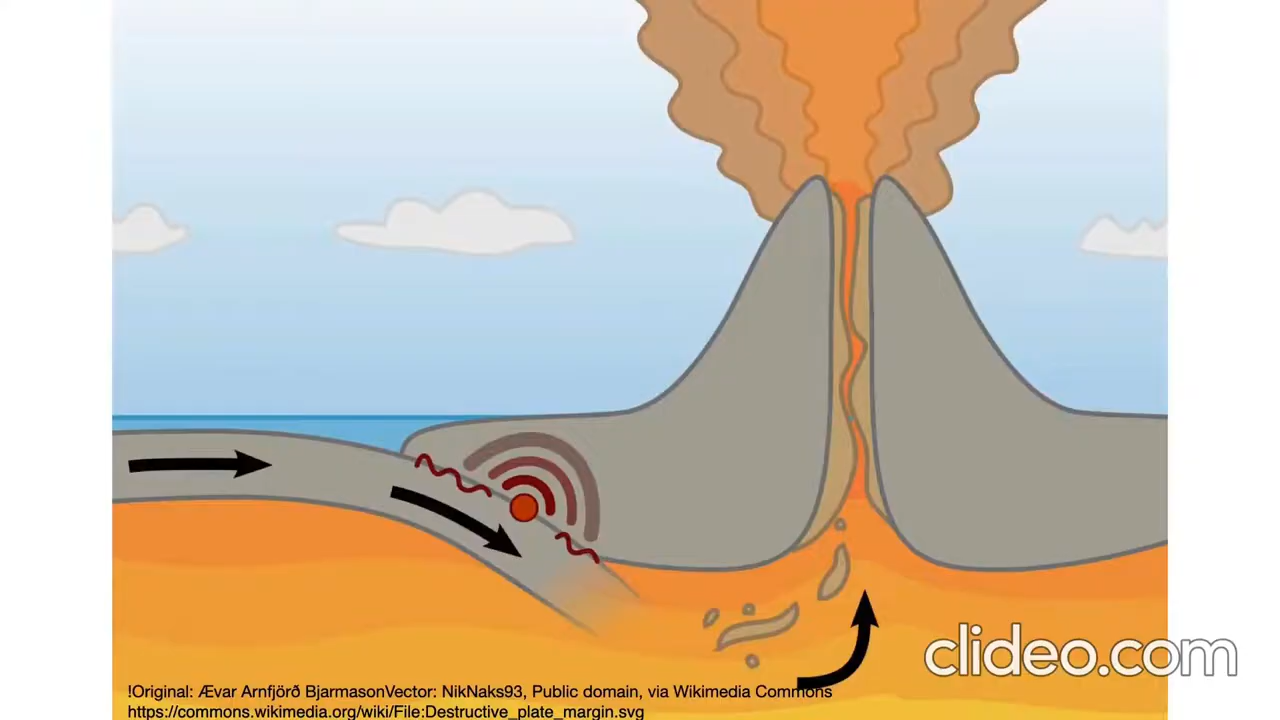 clideo.com
!Original: Ævar Arnfjörð BjarmasonVector: NikNaks93, Public domain, via Wikimedia Commons
https://commons.wikimedia.org/wiki/File:Destructive_plate_margin.svg